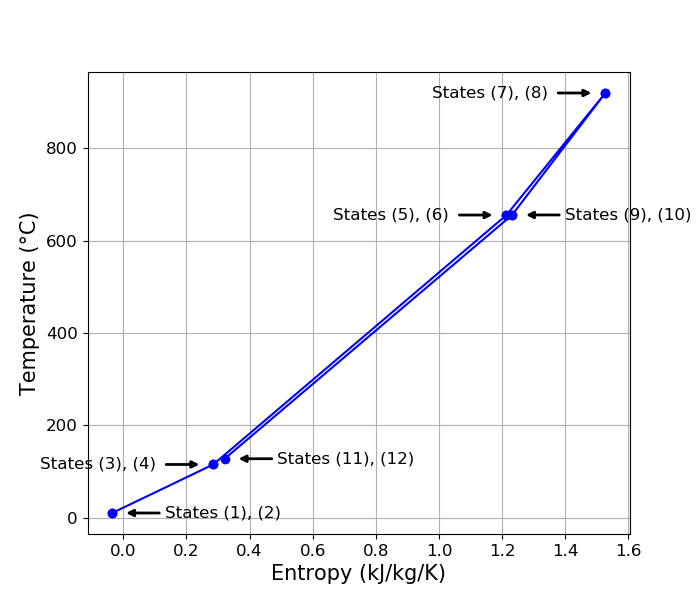 States (7), (8)
800
States (5), (6)
States (9), (10)
600
Temperature (°C)
400
200
States (3), (4)
States (11), (12)
States (1), (2)
0
0.0 0.2 0.4 0.6 0.8 1.0 1.2 1.4 1.6
Entropy (kJ/kg/K)